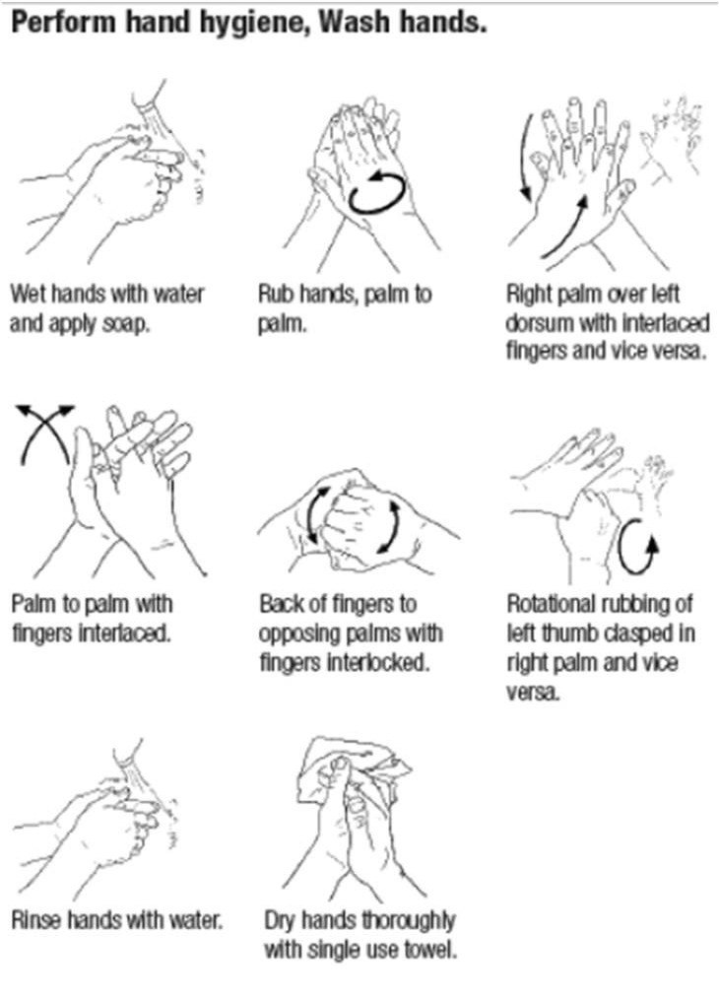 Perform hand hygiene, Wash hands.
Wet hands with water
and apply soap.
Rub hands, palm to
palm.
Right palm over left
dorsum with interlaced
fingers and vice versa.
Palm to palm with
fingers interlaced.
Back of fingers to
opposing palms with
fingers interlocked.
Rotational rubbing of
left thumb clasped in
right palm and vice
versa.
Rinse hands with water.
Dry hands thoroughly
with single use towel.